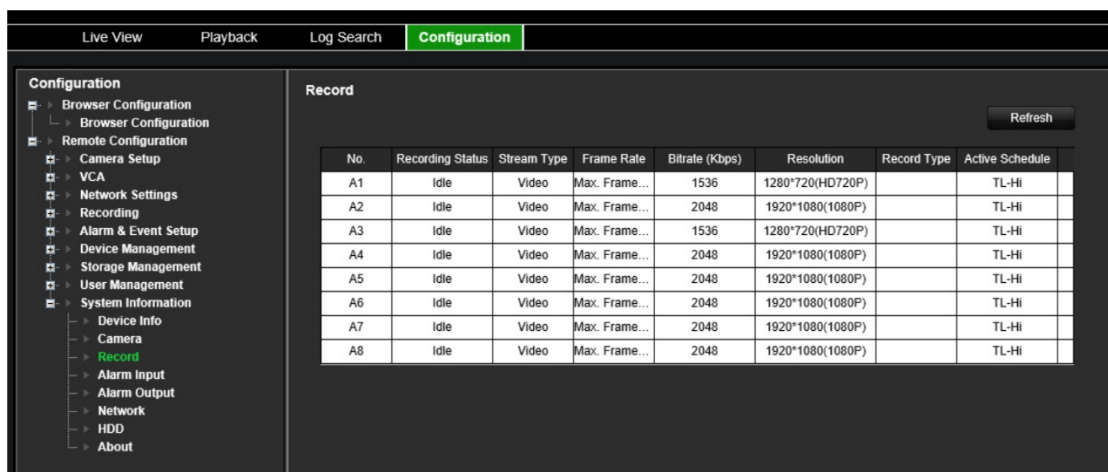 Live View Playback Log Search Configuration
Configuration
Browser Configuration
Browser Configuration
Remote Configuration
Camera Setup
VCA
Network Settings
Recording
Alarm & Event Setup
Device Management
Storage Management
User Management
System Information
Device Info
Camera
Record
Alarm Input
Alarm Output
Network
HDD
About
Record
Refresh
No. Recording Status Stream Type Frame Rate Bitrate (Kbps) Resolution Record Type Active Schedule
A1 Idle Video Max. Frame... 1536 1280*720(HD720P) TL-Hi
A2 Idle Video Max. Frame... 2048 1920*1080(1080P) TL-Hi
A3 Idle Video Max. Frame... 1536 1280*720(HD720P) TL-Hi
A4 Idle Video Max. Frame... 2048 1920*1080(1080P) TL-Hi
A5 Idle Video Max. Frame... 2048 1920*1080(1080P) TL-Hi
A6 Idle Video Max. Frame... 2048 1920*1080(1080P) TL-Hi
A7 Idle Video Max. Frame... 2048 1920*1080(1080P) TL-Hi
A8 Idle Video Max. Frame... 2048 1920*1080(1080P) TL-Hi